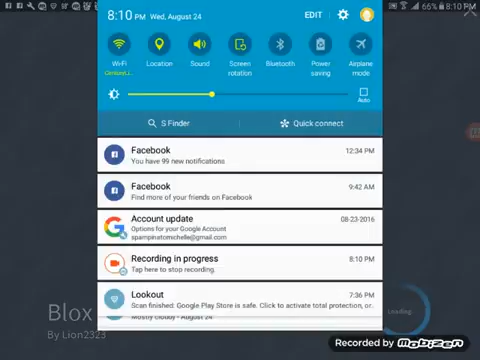 66% 8:10 PM
8:10 PM Wed, August 24 EDIT
Wi-Fi Location Sound Screen rotation Bluetooth Power saving Airplane mode
Auto
S Finder Quick connect
Facebook 12:34 PM
You have 99 new notifications
Facebook 9:42 AM
Find more of your friends on Facebook
Account update 08-23-2016
Options for your Google Account
spampinatomichelle@gmail.com
Recording in progress 8:10 PM
Tap here to stop recording.
Lookout 7:36 PM
Scan finished: Google Play Store is safe. Click to activate total protection, or..
Mostly cloudy - August 24
Blox
By Lion2323
Loading
Recorded by Mobizen